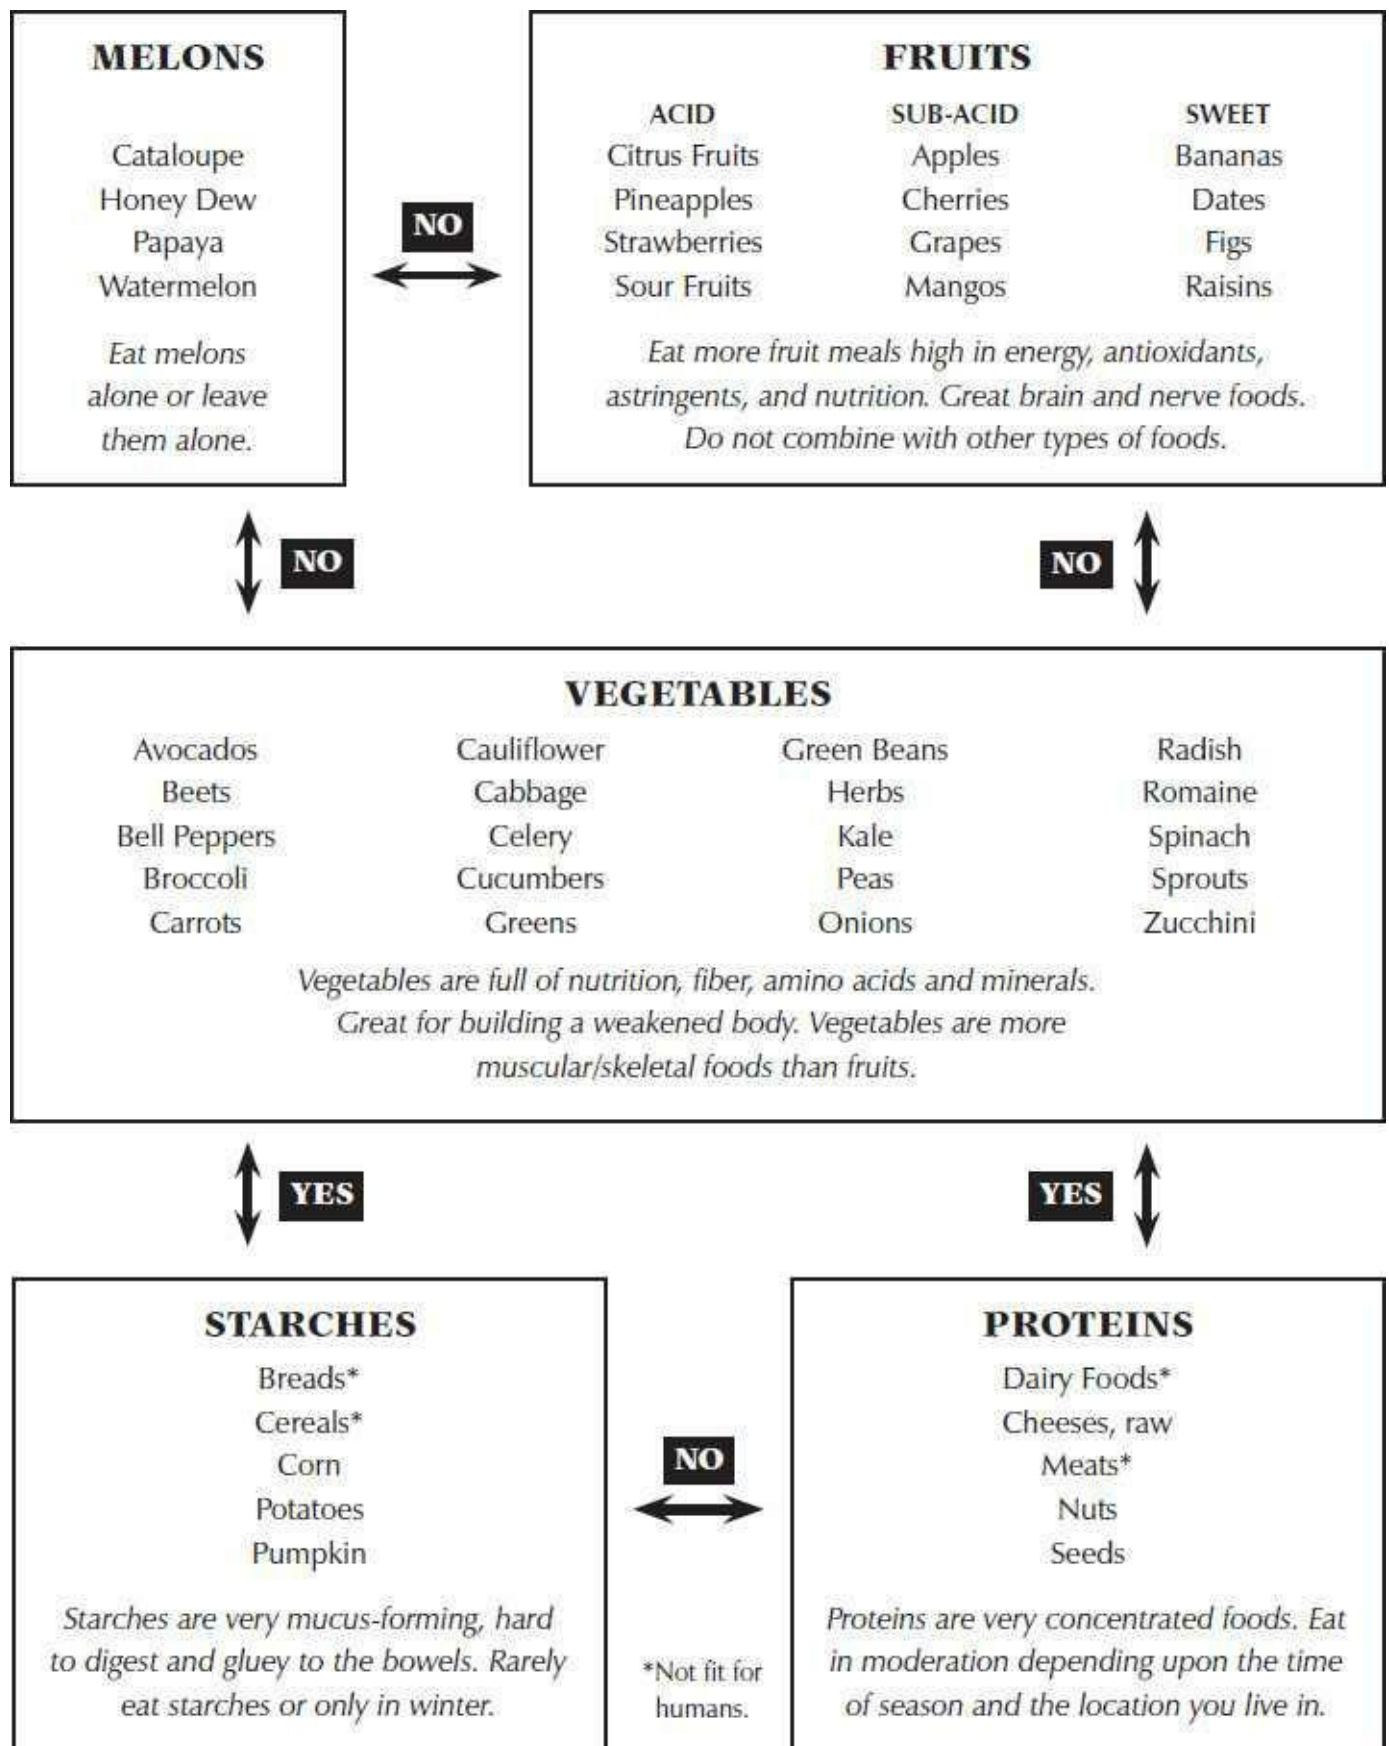 MELONS
Cataloupe
Honey Dew
Papaya
Watermelon
Eat melons
alone or leave
them alone.
NO
FRUITS
ACID
Citrus Fruits
Pineapples
Strawberries
Sour Fruits
SUB-ACID
Apples
Cherries
Grapes
Mangos
SWEET
Bananas
Dates
Figs
Raisins
Eat more fruit meals high in energy, antioxidants,
astringents, and nutrition. Great brain and nerve foods.
Do not combine with other types of foods.
NO
NO
VEGETABLES
Avocados
Beets
Bell Peppers
Broccoli
Carrots
Cauliflower
Cabbage
Celery
Cucumbers
Greens
Green Beans
Herbs
Kale
Peas
Onions
Radish
Romaine
Spinach
Sprouts
Zucchini
Vegetables are full of nutrition, fiber, amino acids and minerals.
Great for building a weakened body. Vegetables are more
muscular/skeletal foods than fruits.
YES
YES
STARCHES
Breads*
Cereals*
Corn
Potatoes
Pumpkin
Starches are very mucus-forming, hard
to digest and gluey to the bowels. Rarely
eat starches or only in winter.
NO
*Not fit for
humans.
PROTEINS
Dairy Foods*
Cheeses, raw
Meats*
Nuts
Seeds
Proteins are very concentrated foods. Eat
in moderation depending upon the time
of season and the location you live in.